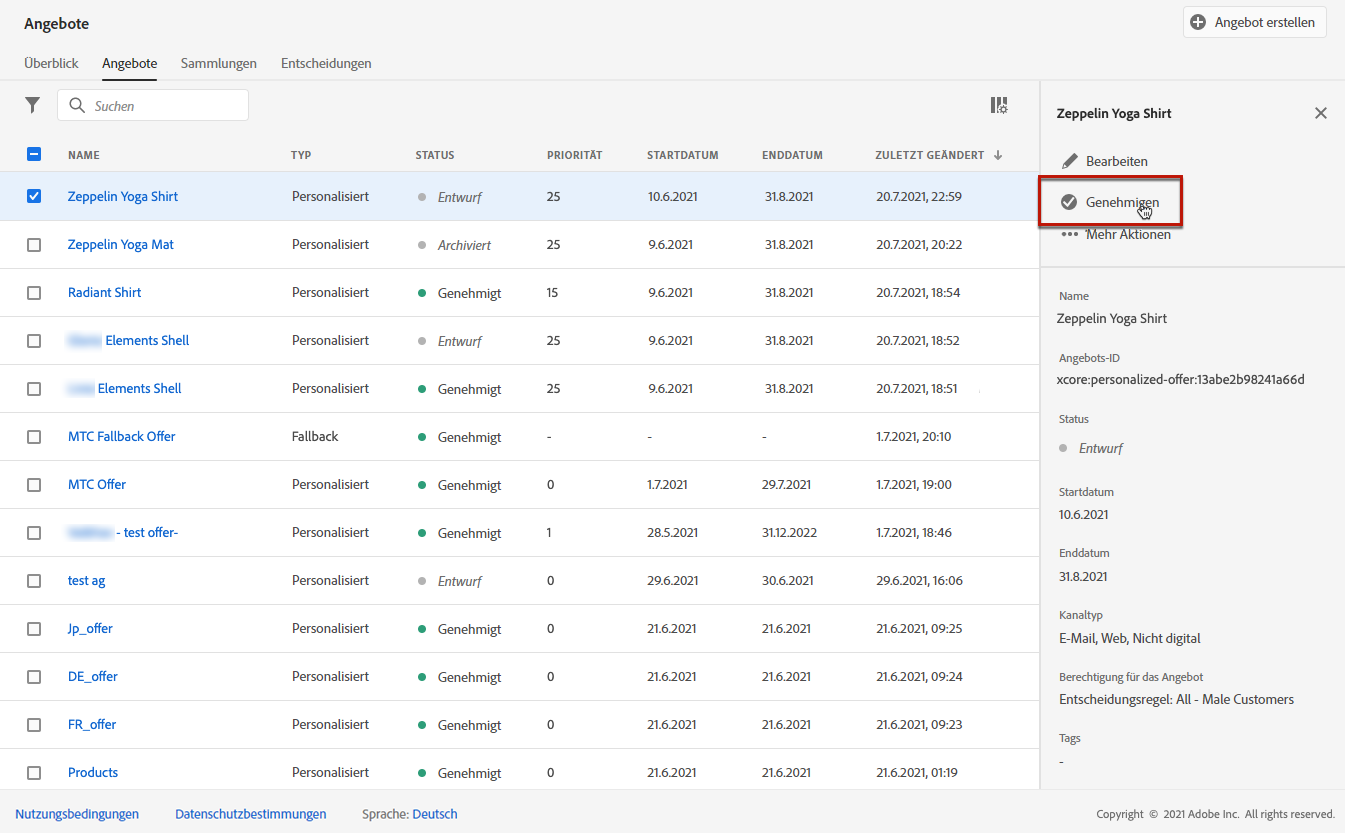 Angebote
Angebot erstellen
Überblick Angebote Sammlungen Entscheidungen
Suchen
NAME TYP STATUS PRIORITÄT STARTDATUM ENDDATUM ZULETZT GEÄNDERT
Zeppelin Yoga Shirt Personalisiert Entwurf 25 10.6.2021 31.8.2021 20.7.2021, 22:59
Zeppelin Yoga Mat Personalisiert Archiviert 25 9.6.2021 31.8.2021 20.7.2021, 20:22
Radiant Shirt Personalisiert Genehmigt 15 9.6.2021 31.8.2021 20.7.2021, 18:54
Elements Shell Personalisiert Entwurf 25 9.6.2021 31.8.2021 20.7.2021, 18:52
Elements Shell Personalisiert Genehmigt 25 9.6.2021 31.8.2021 20.7.2021, 18:51
MTC Fallback Offer Fallback Genehmigt - - - 1.7.2021, 20:10
MTC Offer Personalisiert Genehmigt 0 1.7.2021 29.7.2021 1.7.2021, 19:00
- test offer- Personalisiert Genehmigt 1 28.5.2021 31.12.2022 1.7.2021, 18:46
test ag Personalisiert Entwurf 0 29.6.2021 30.6.2021 29.6.2021, 16:06
Jp_offer Personalisiert Genehmigt 0 21.6.2021 21.6.2021 21.6.2021, 09:25
DE_offer Personalisiert Genehmigt 0 21.6.2021 21.6.2021 21.6.2021, 09:24
FR_offer Personalisiert Genehmigt 0 21.6.2021 21.6.2021 21.6.2021, 09:23
Products Personalisiert Genehmigt 0 21.6.2021 21.6.2021 21.6.2021, 01:19
Zeppelin Yoga Shirt
Bearbeiten
Genehmigen
Mehr Aktionen
Name
Zeppelin Yoga Shirt
Angebots-ID
xcore:personalized-offer:13abe2b98241a66d
Status
Entwurf
Startdatum
10.6.2021
Enddatum
31.8.2021
Kanaltyp
E-Mail, Web, Nicht digital
Berechtigung für das Angebot
Entscheidungsregel: All - Male Customers
Tags
-
Nutzungsbedingungen Datenschutzbestimmungen Sprache: Deutsch Copyright © 2021 Adobe Inc. All rights reserved.